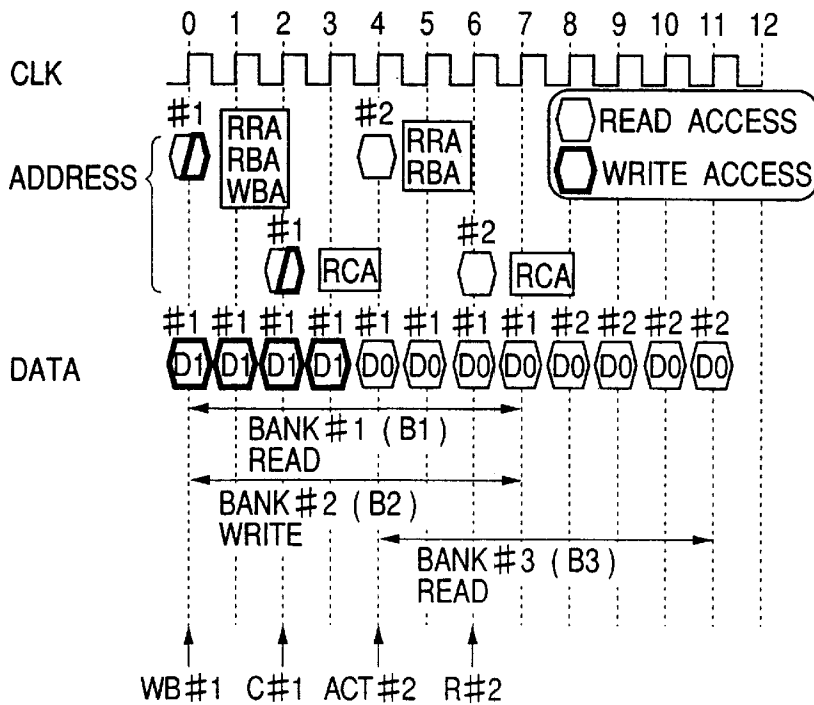 0 1 2 3 4 5 6 7 8 9 10 11 12
CLK
#1 #2
RRA
RBA
WBA
RRA
RBA
READ ACCESS
WRITE ACCESS
ADDRESS
#1 #2
RCA RCA
#1 #1 #1 #1 #1 #1 #1 #1 #2 #2 #2 #2
DATA D1 D1 D1 D1 D0 D0 D0 D0 D0 D0 D0 D0
BANK #1 ( B1 )
READ
BANK #2 ( B2 )
WRITE
BANK #3 ( B3 )
READ
WB#1 C#1 ACT#2 R#2